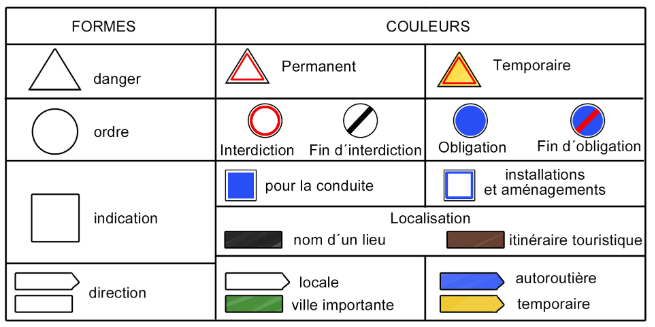 FORMES
COULEURS
danger
Permanent
Temporaire
ordre
Interdiction
Fin d´interdiction
Obligation
Fin d´obligation
indication
pour la conduite
installations
et aménagements
Localisation
nom d´un lieu
itinéraire touristique
direction
locale
autoroutière
ville importante
temporaire